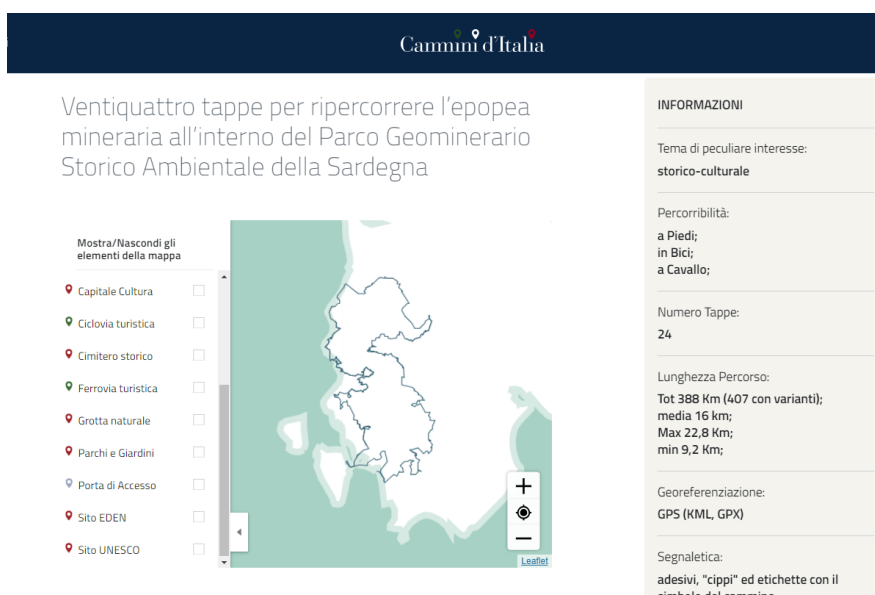 Cammini d'Italia
Ventiquattro tappe per ripercorrere l'epopea
mineraria all'interno del Parco Geominerario
Storico Ambientale della Sardegna
Mostra/Nascondi gli
elementi della mappa
Capitale Cultura
Ciclovia turistica
Cimitero storico
Ferrovia turistica
Grotta naturale
Parchi e Giardini
Porta di Accesso
Sito EDEN
Sito UNESCO
Leaflet
INFORMAZIONI
Tema di peculiare interesse:
storico-culturale
Percorribilità:
a Piedi;
in Bici;
a Cavallo;
Numero Tappe:
24
Lunghezza Percorso:
Tot 388 Km (407 con varianti);
media 16 km;
Max 22,8 Km;
min 9,2 Km;
Georeferenziazione:
GPS (KML, GPX)
Segnaletica:
adesivi, "cippi" ed etichette con il